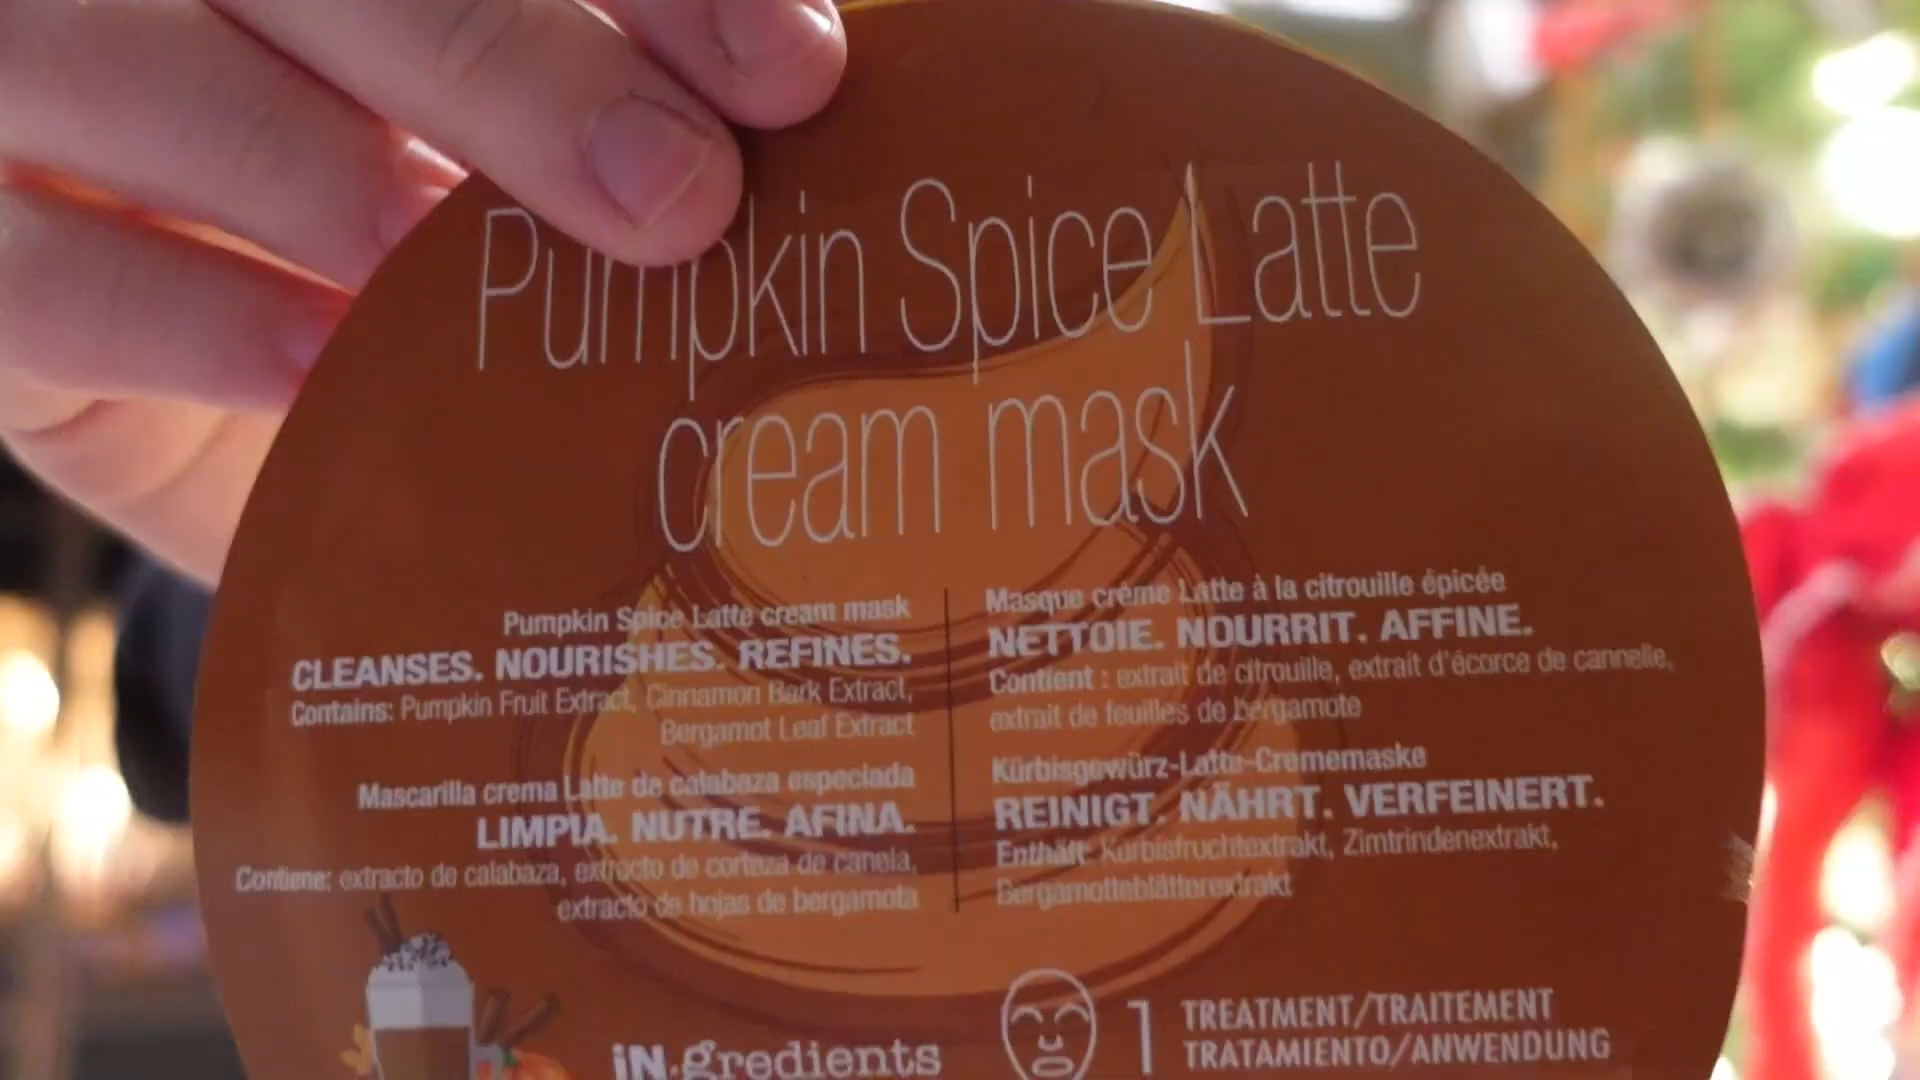 Pumpkin Spice Latte
cream mask
Pumpkin Spice Latte cream mask
CLEANSES. NOURISHES. REFINES.
Contains: Pumpkin Fruit Extract, Cinnamon Bark Extract,
Bergamot Leaf Extract
Mascarilla crema Latte de calabaza especiada
LIMPIA. NUTRE. AFINA.
Contiene: extracto de calabaza, extracto de corteza de canela,
extracto de hojas de bergamota
Masque crème Latte à la citrouille épicée
NETTOIE. NOURRIT. AFFINE.
Contient : extrait de citrouille, extrait d'écorce de cannelle,
extrait de feuilles de bergamote
Kürbisgewürz-Latte-Crememaske
REINIGT. NÄHRT. VERFEINERT.
Enthält: Kürbisfruchtextrakt, Zimtrindenextrakt,
Bergamotteblätterextrakt
iN.gredients
1 TREATMENT/TRAITEMENT
TRATAMIENTO/ANWENDUNG